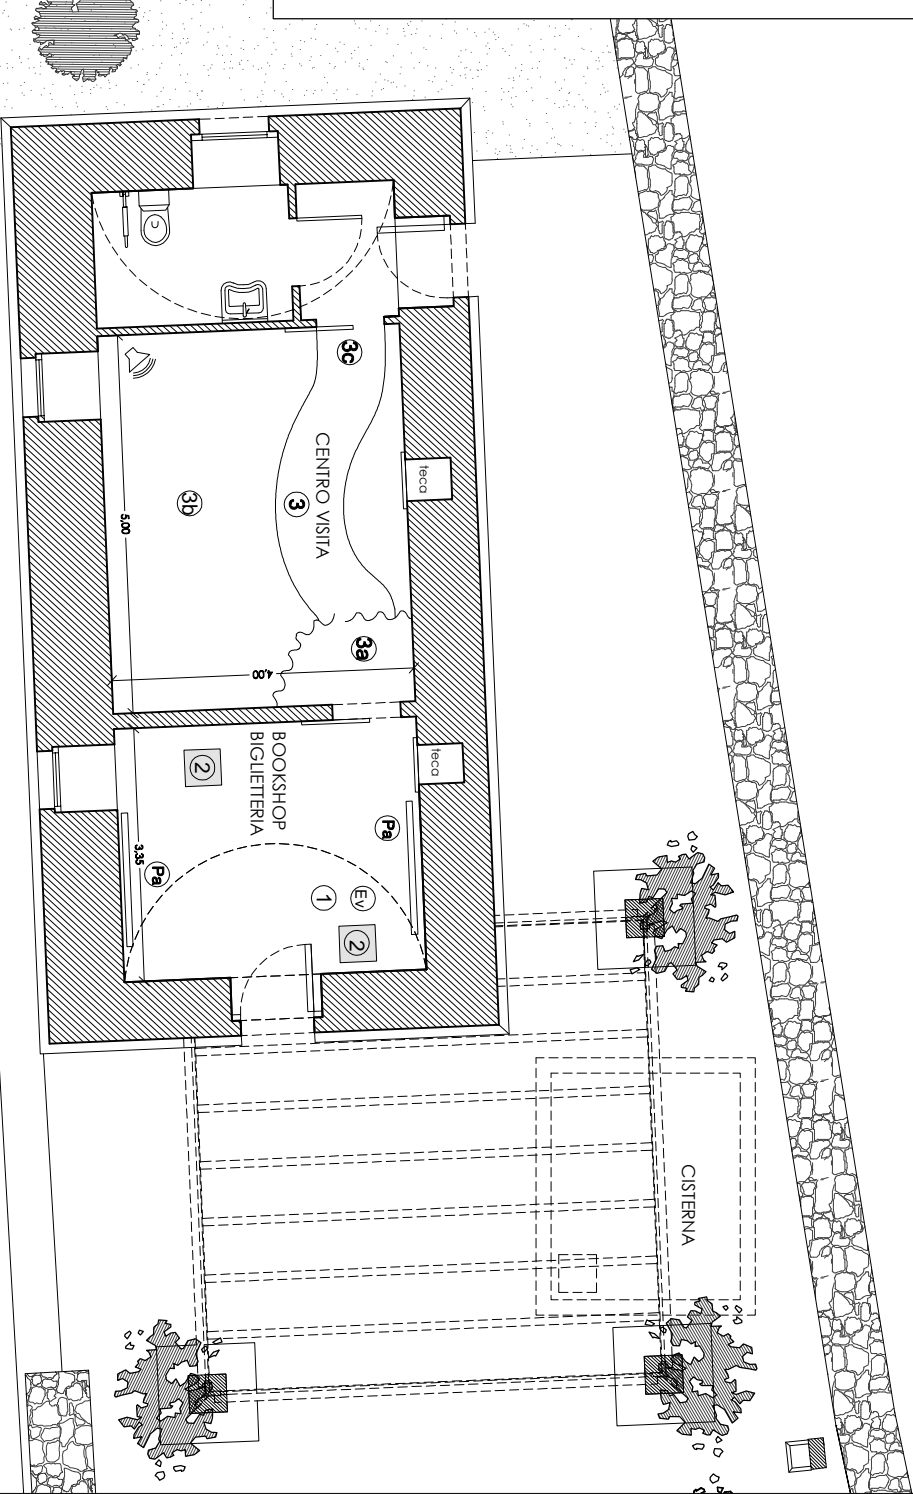 3c
CENTRO VISITA
3
teca
3b
5.00
3a
4.00
BOOKSHOP
BIGLIETTERIA
2
teca
Pa
3.35
Pa
Ev
1
2
CISTERNA